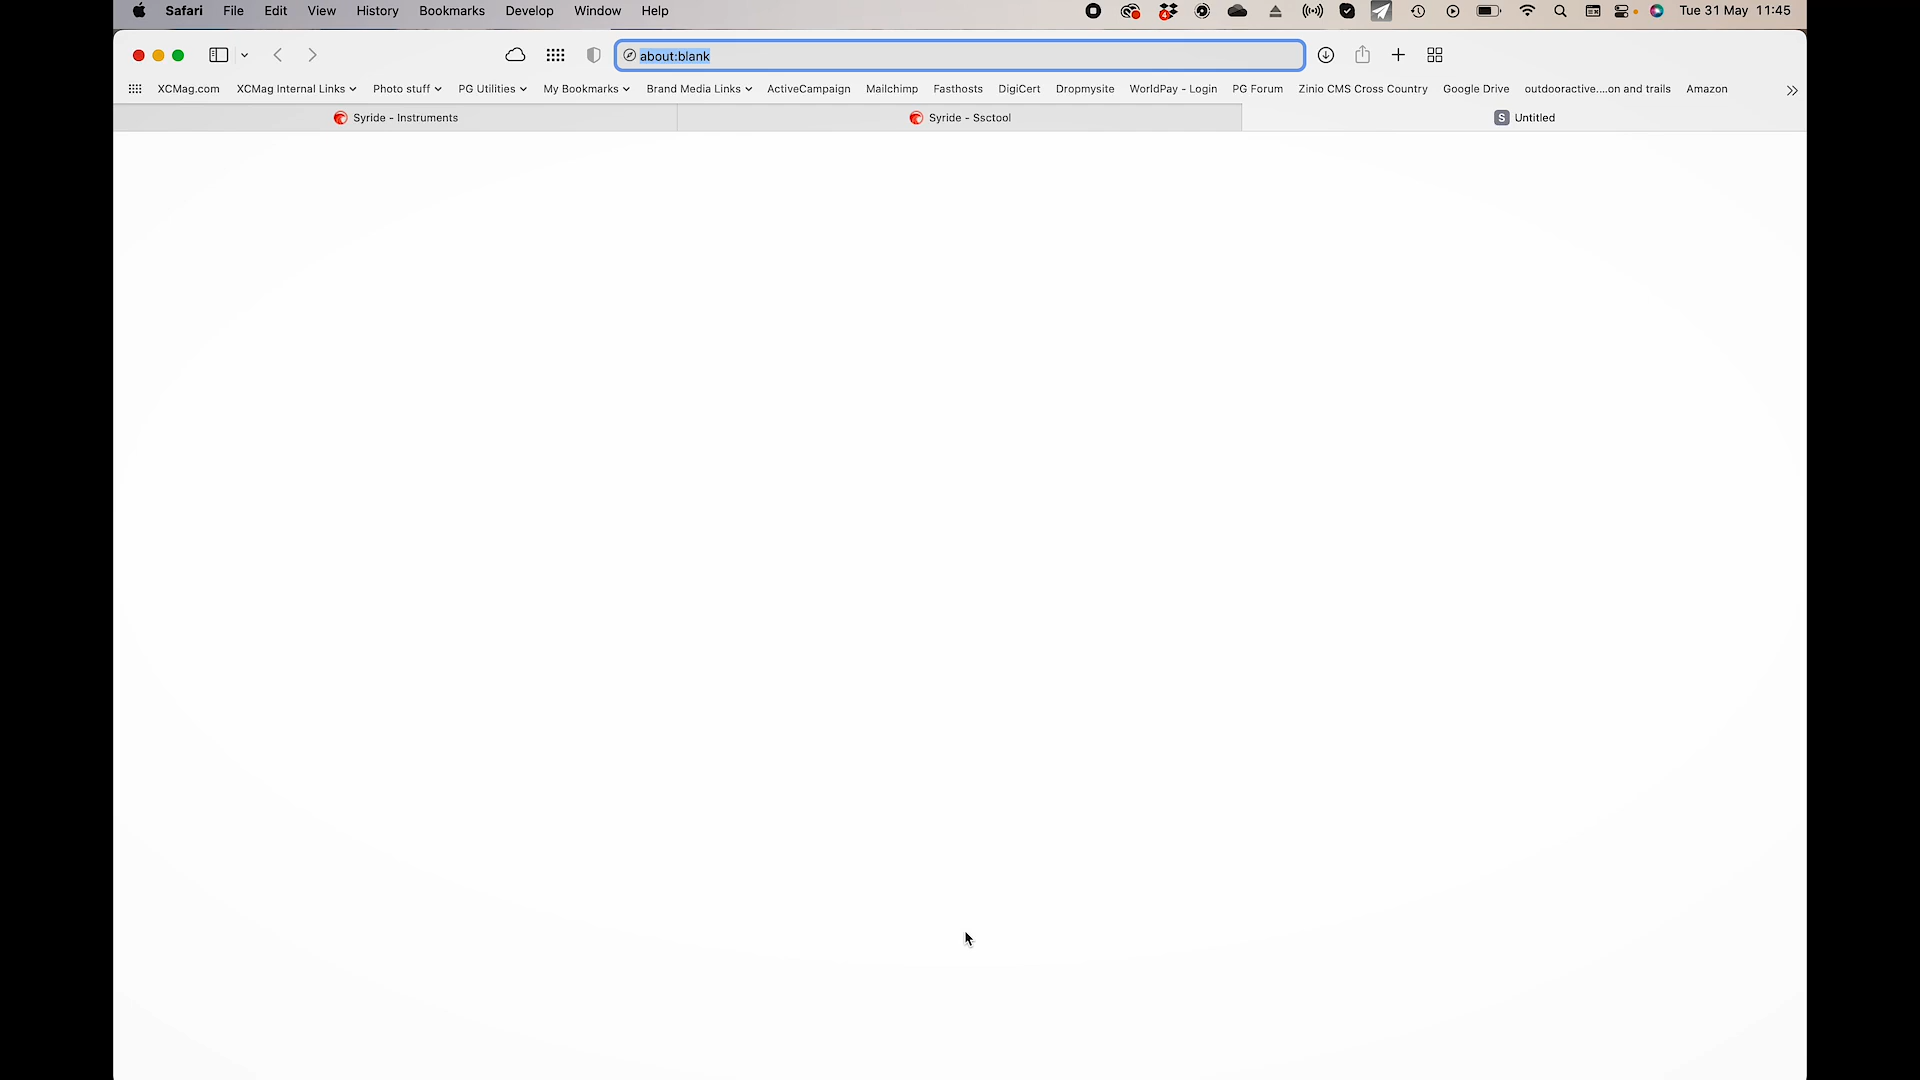 Safari File Edit View History Bookmarks Develop Window Help 4 Tue 31 May 11:45
about:blank
XCMag.com XCMag Internal Links Photo stuff PG Utilities My Bookmarks Brand Media Links ActiveCampaign Mailchimp Fasthosts DigiCert Dropmysite WorldPay - Login PG Forum Zinio CMS Cross Country Google Drive outdooractive....on and trails Amazon
Syride - Instruments Syride - Ssctool S Untitled